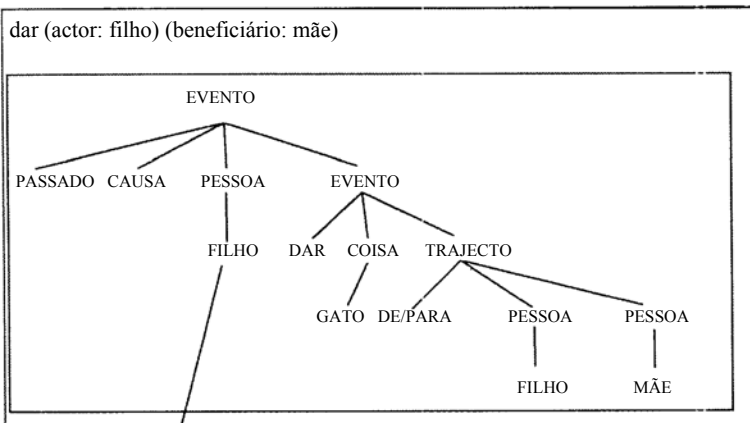 dar (actor: filho) (beneficiário: mãe)
EVENTO
PASSADO CAUSA PESSOA EVENTO
FILHO DAR COISA TRAJECTO
GATO DE/PARA PESSOA PESSOA
FILHO MÃE